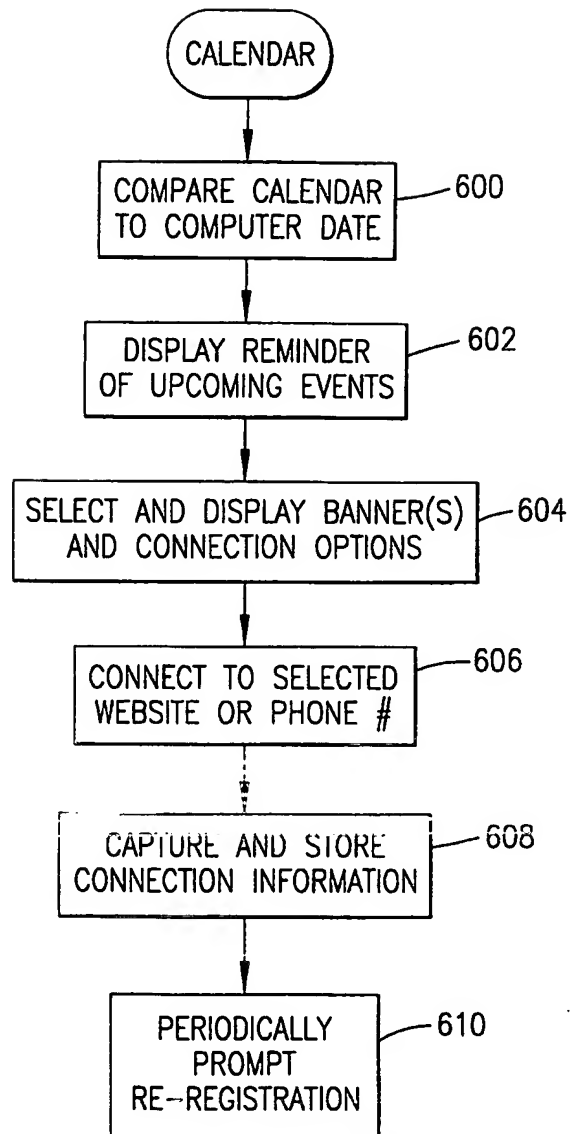 CALENDAR
COMPARE CALENDAR
TO COMPUTER DATE
600
DISPLAY REMINDER
OF UPCOMING EVENTS
602
SELECT AND DISPLAY BANNER(S)
AND CONNECTION OPTIONS
604
CONNECT TO SELECTED
WEBSITE OR PHONE #
606
CAPTURE AND STORE
CONNECTION INFORMATION
608
PERIODICALLY
PROMPT
RE-REGISTRATION
610